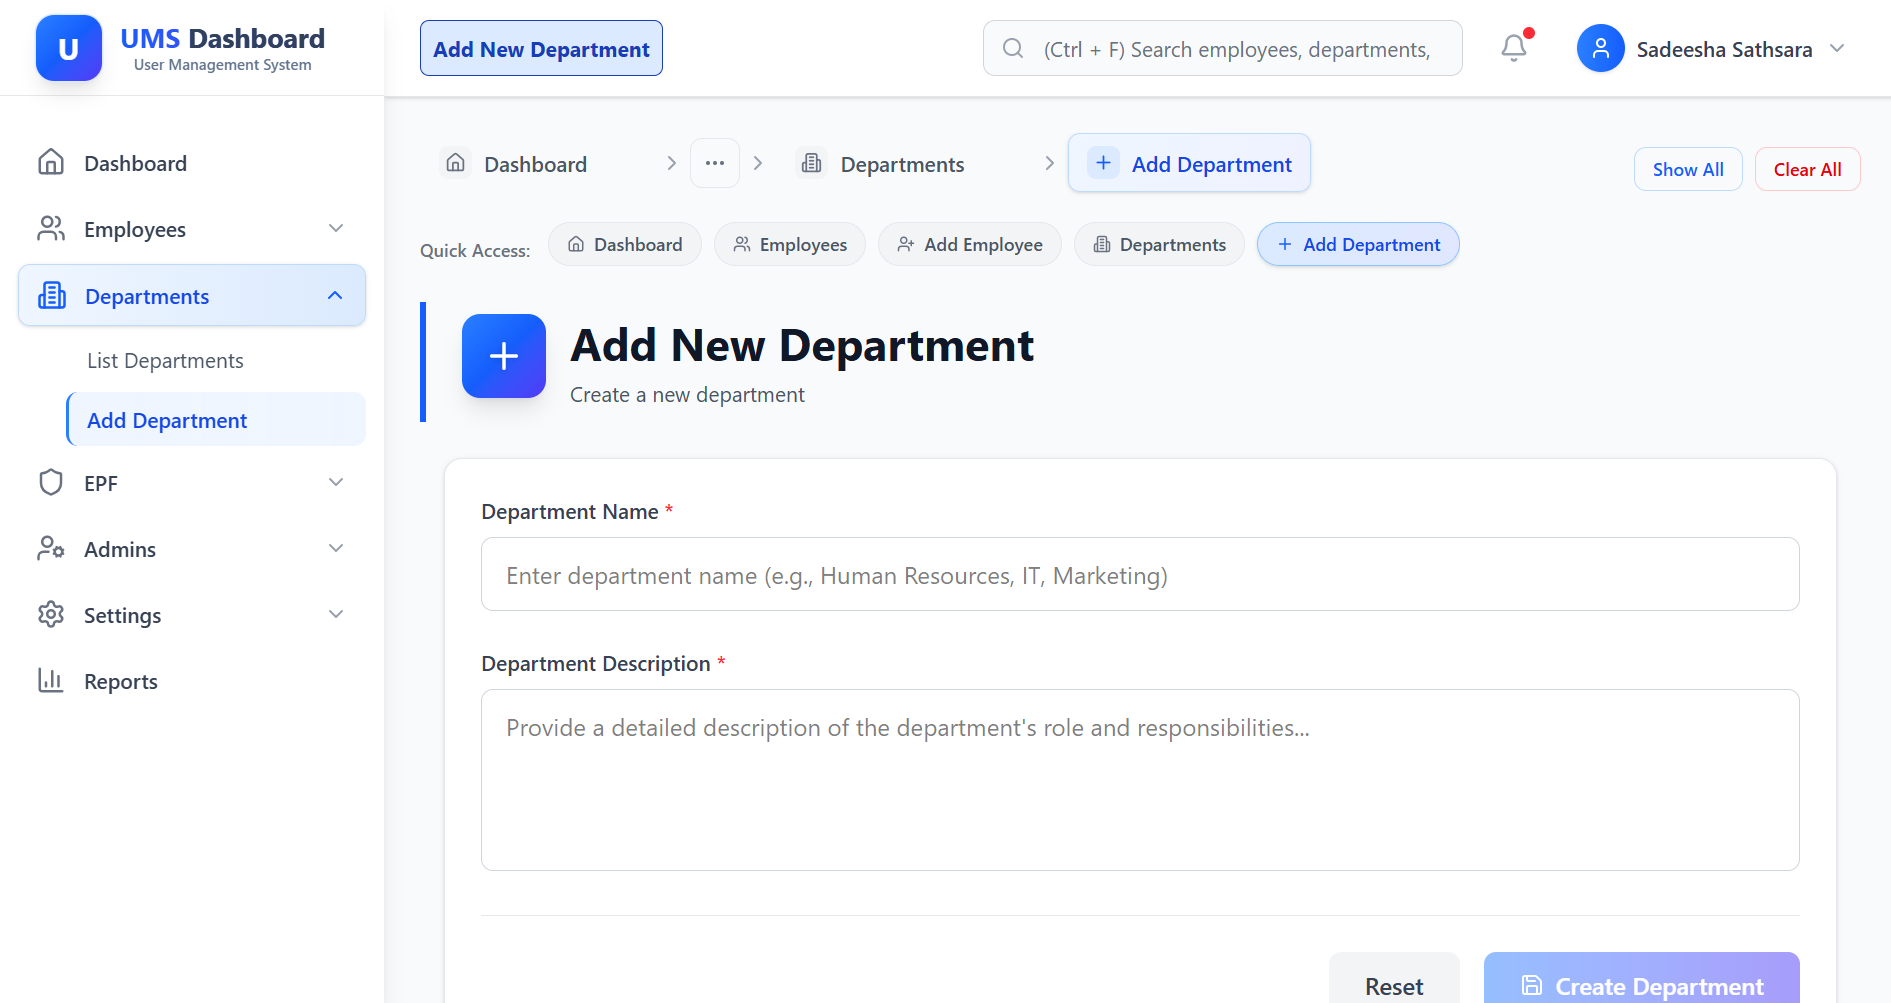 U
UMS Dashboard
User Management System
Add New Department
(Ctrl + F) Search employees, departments,
Sadeesha Sathsara
Dashboard
Employees
Departments
List Departments
Add Department
EPF
Admins
Settings
Reports
Dashboard
...
Departments
Add Department
Show All
Clear All
Quick Access:
Dashboard
Employees
Add Employee
Departments
Add Department
Add New Department
Create a new department
Department Name *
Enter department name (e.g., Human Resources, IT, Marketing)
Department Description *
Provide a detailed description of the department's role and responsibilities...
Reset
Create Department